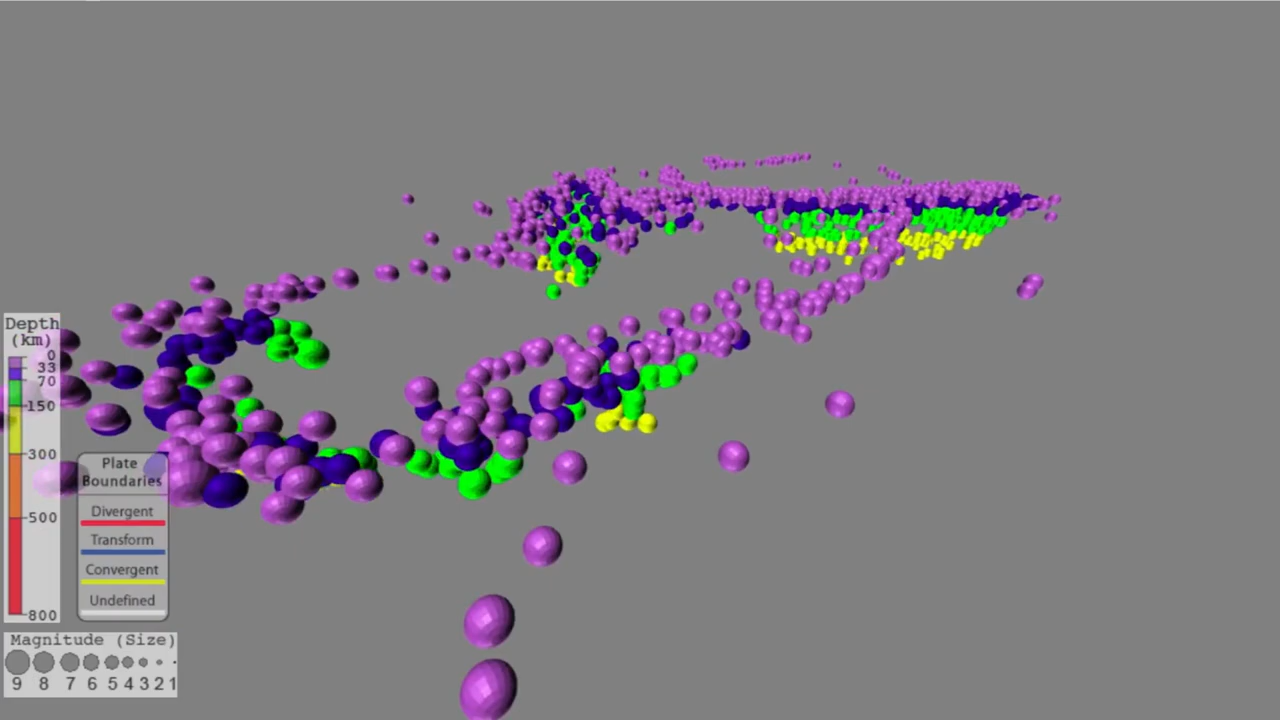 Depth
(km)
0
33
70
150
300
500
800
Plate
Boundaries
Divergent
Transform
Convergent
Undefined
Magnitude (Size)
9 8 7 6 5 4 3 2 1